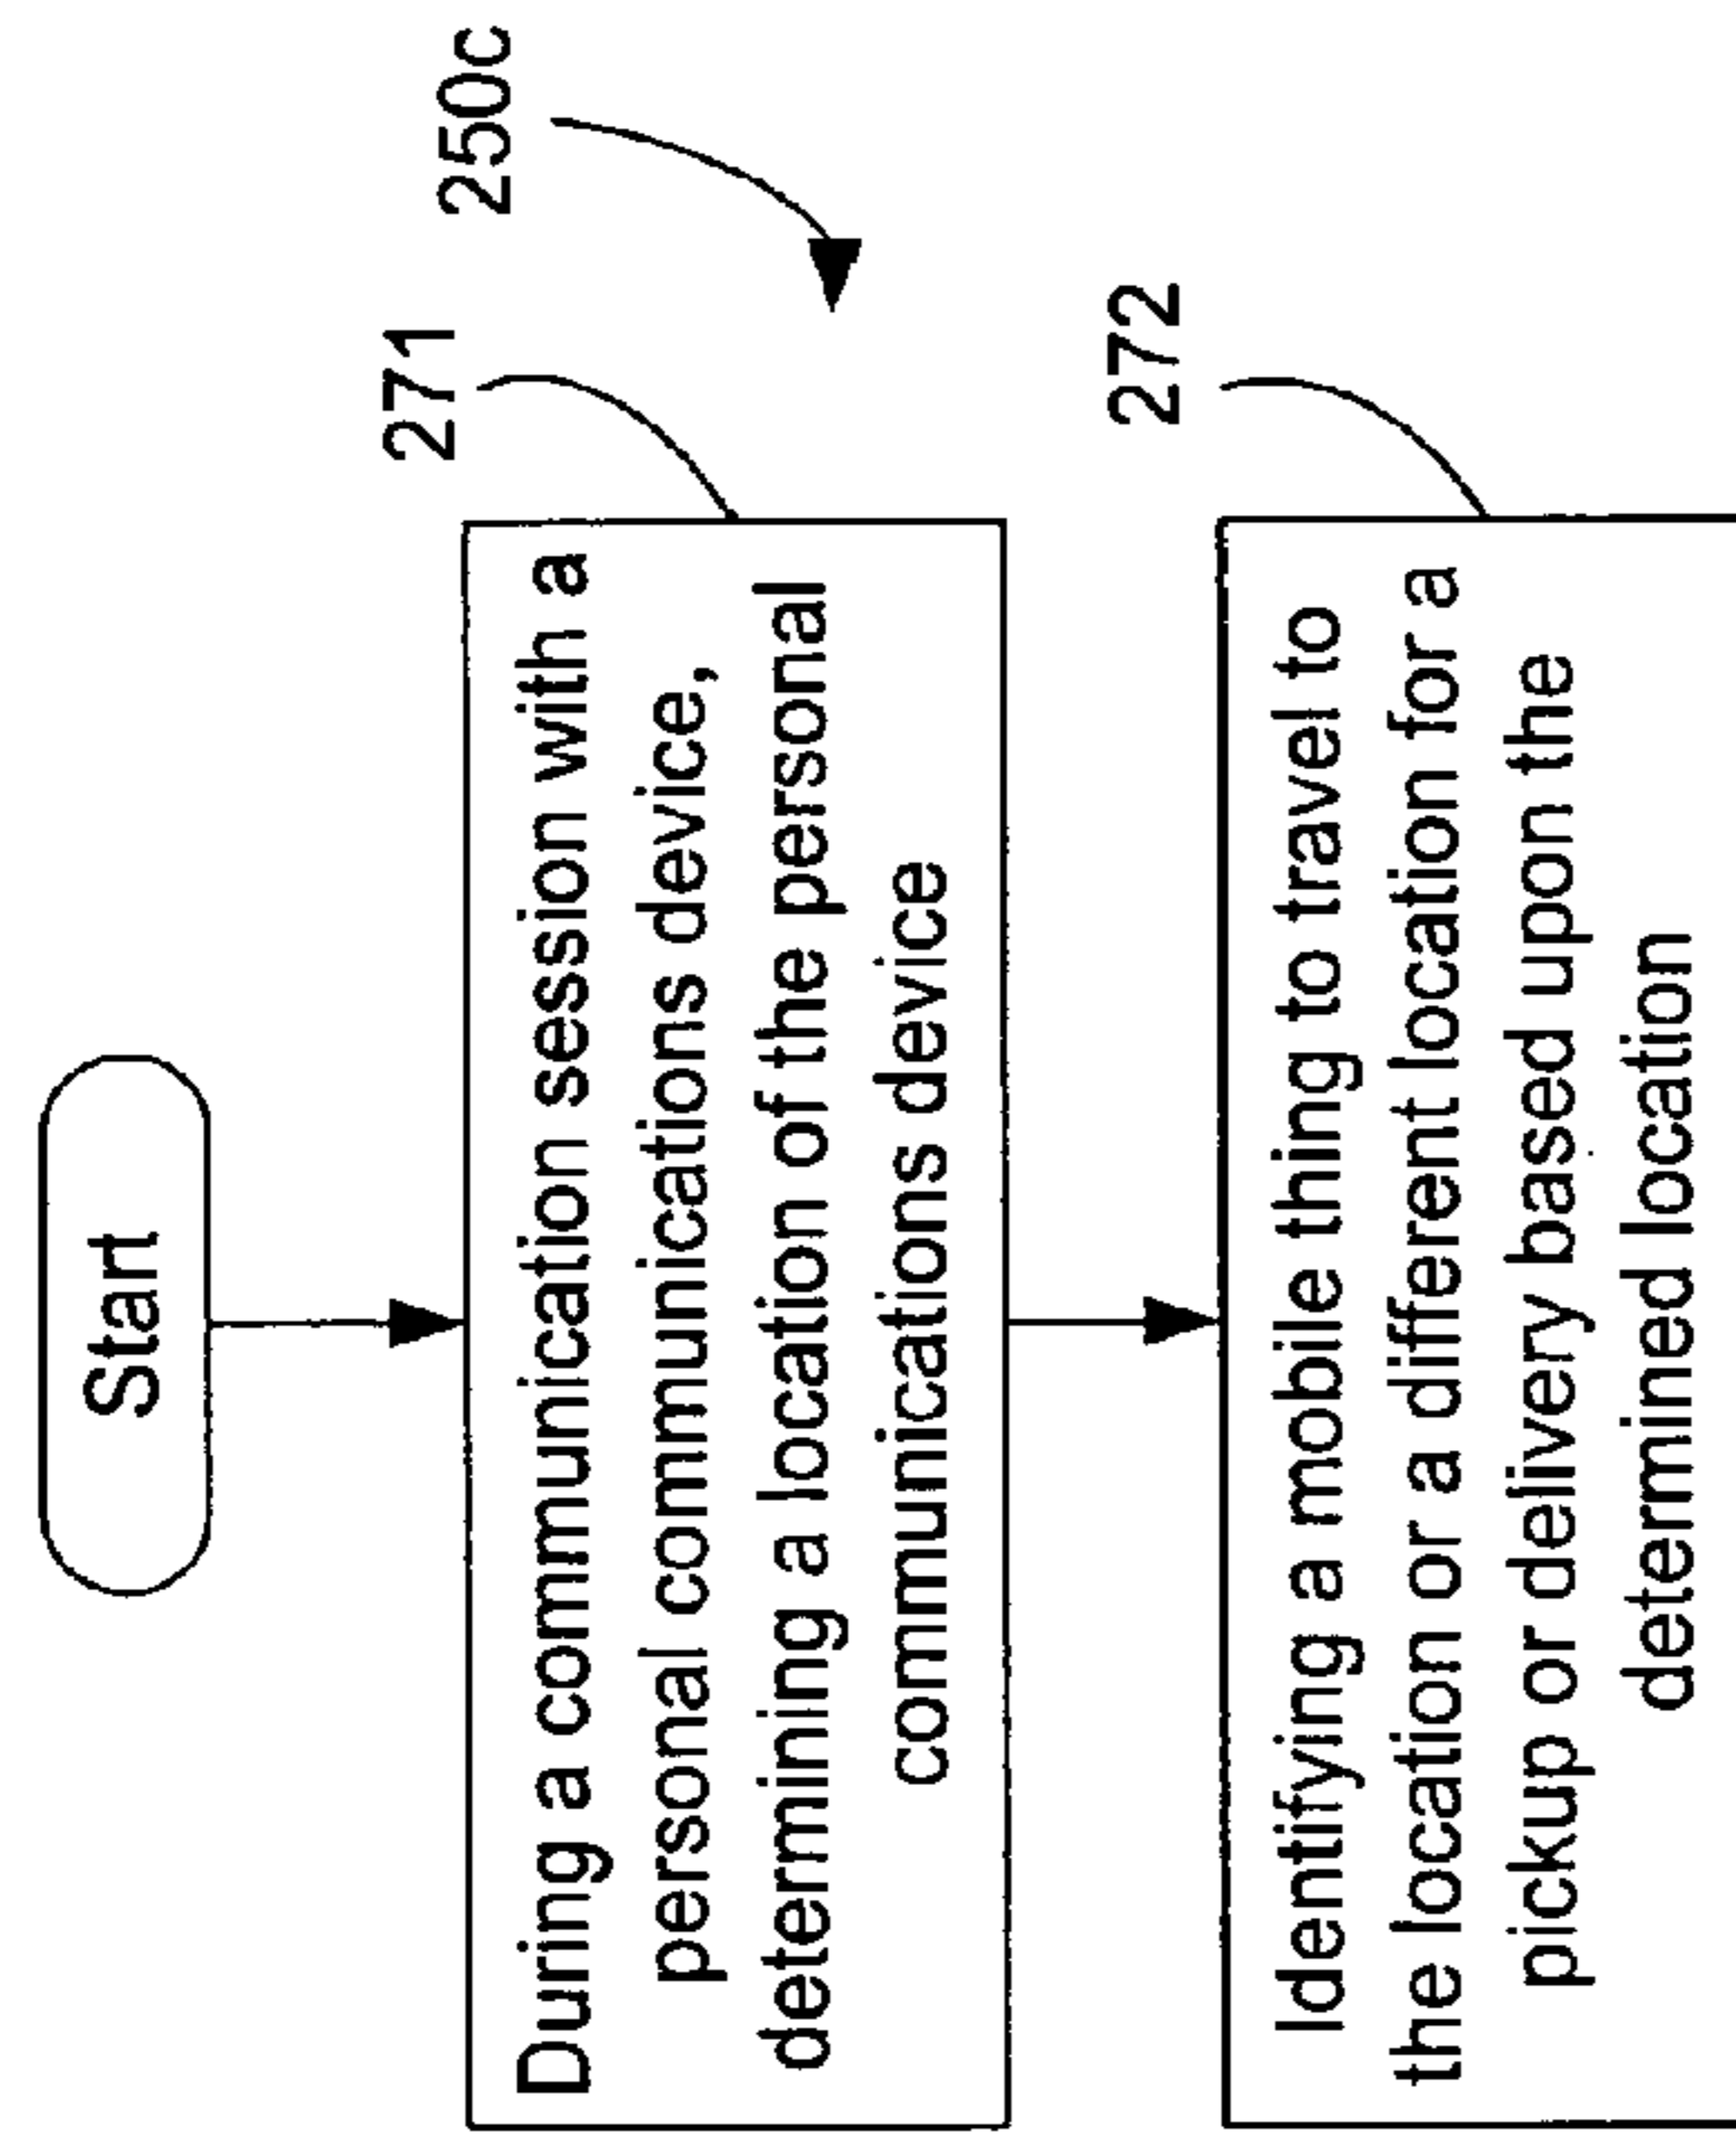 Start
250c
271
During a communication session with a
personal communications device,
determining a location of the personal
communications device
272
Identifying a mobile thing to travel to
the location or a different location for a
pickup or delivery based upon the
determined location